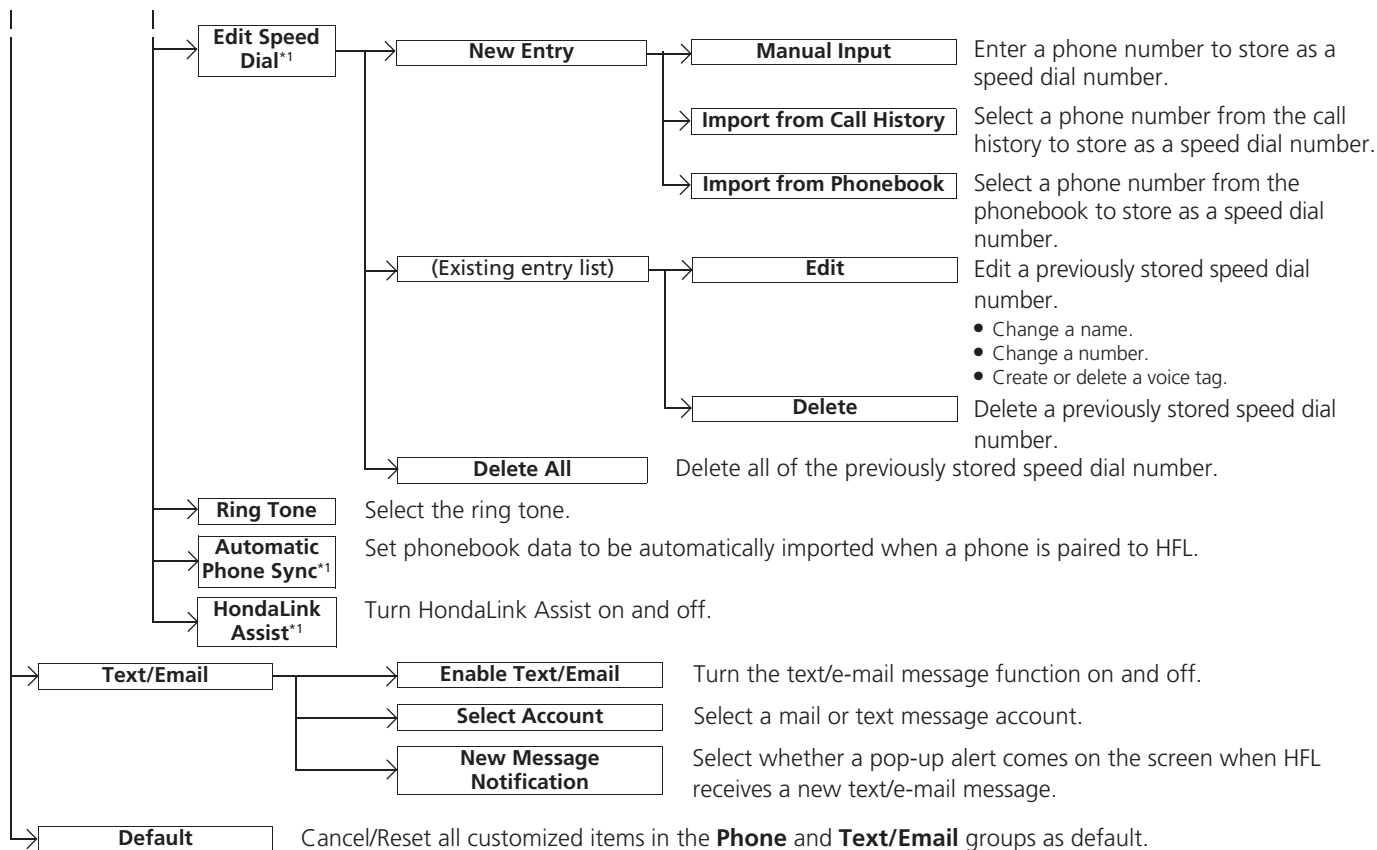 Edit Speed
Dial*1
New Entry
Manual Input
Enter a phone number to store as a
speed dial number.
Import from Call History
Select a phone number from the call
history to store as a speed dial number.
Import from Phonebook
Select a phone number from the
phonebook to store as a speed dial
number.
(Existing entry list)
Edit
Edit a previously stored speed dial
number.
● Change a name.
● Change a number.
● Create or delete a voice tag.
Delete
Delete a previously stored speed dial
number.
Delete All
Delete all of the previously stored speed dial number.
Ring Tone
Select the ring tone.
Automatic
Phone Sync*1
Set phonebook data to be automatically imported when a phone is paired to HFL.
HondaLink
Assist*1
Turn HondaLink Assist on and off.
Text/Email
Enable Text/Email
Turn the text/e-mail message function on and off.
Select Account
Select a mail or text message account.
New Message
Notification
Select whether a pop-up alert comes on the screen when HFL
receives a new text/e-mail message.
Default
Cancel/Reset all customized items in the Phone and Text/Email groups as default.